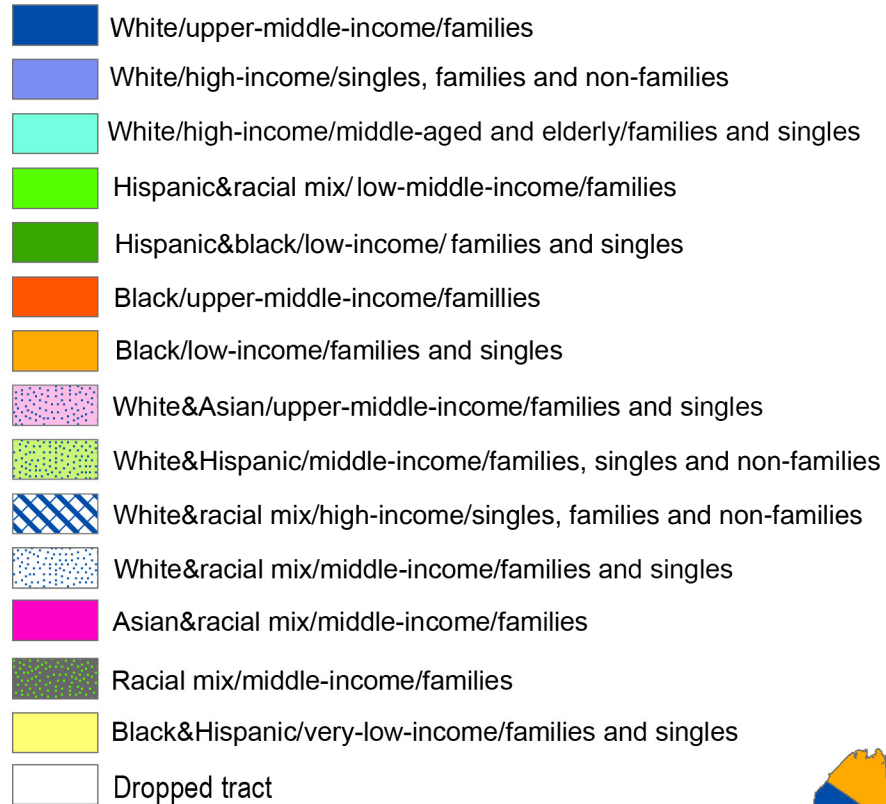 White/upper-middle-income/families
White/high-income/singles, families and non-families
White/high-income/middle-aged and elderly/families and singles
Hispanic&racial mix/low-middle-income/families
Hispanic&black/low-income/families and singles
Black/upper-middle-income/famillies
Black/low-income/families and singles
White&Asian/upper-middle-income/families and singles
White&Hispanic/middle-income/families, singles and non-families
White&racial mix/high-income/singles, families and non-families
White&racial mix/middle-income/families and singles
Asian&racial mix/middle-income/families
Racial mix/middle-income/families
Black&Hispanic/very-low-income/families and singles
Dropped tract